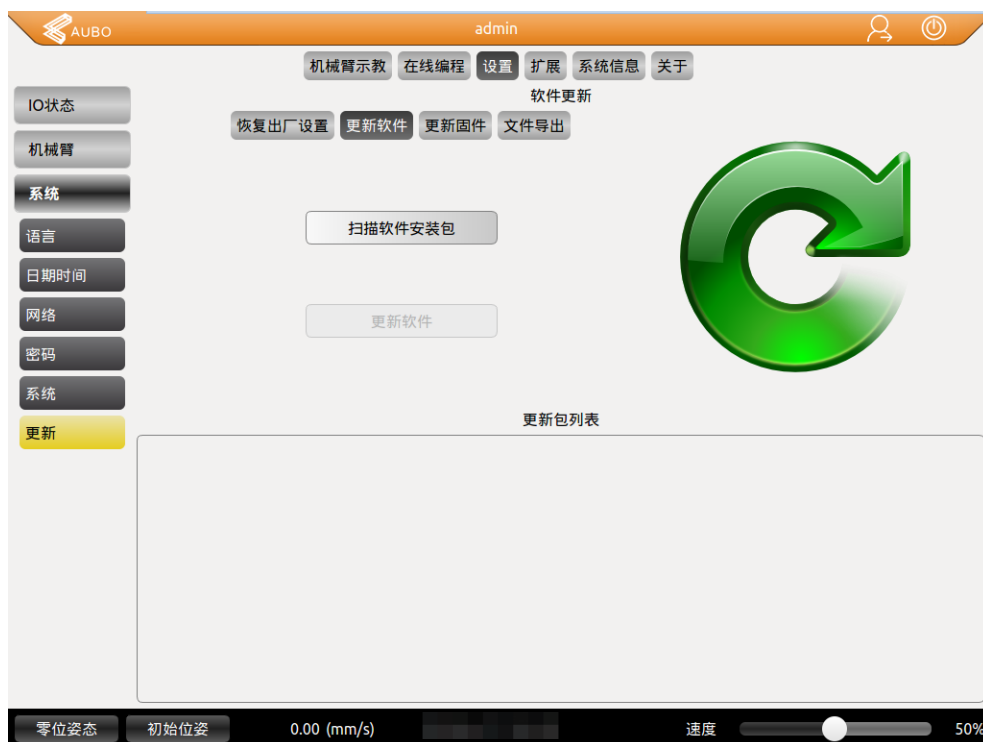 AUBO
admin
机械臂示教 在线编程 设置 扩展 系统信息 关于
软件更新
恢复出厂设置 更新软件 更新固件 文件导出
IO状态
机械臂
系统
语言
日期时间
网络
密码
系统
更新
扫描软件安装包
更新软件
更新包列表
零位姿态 初始位姿 0.00 (mm/s) 速度 50%